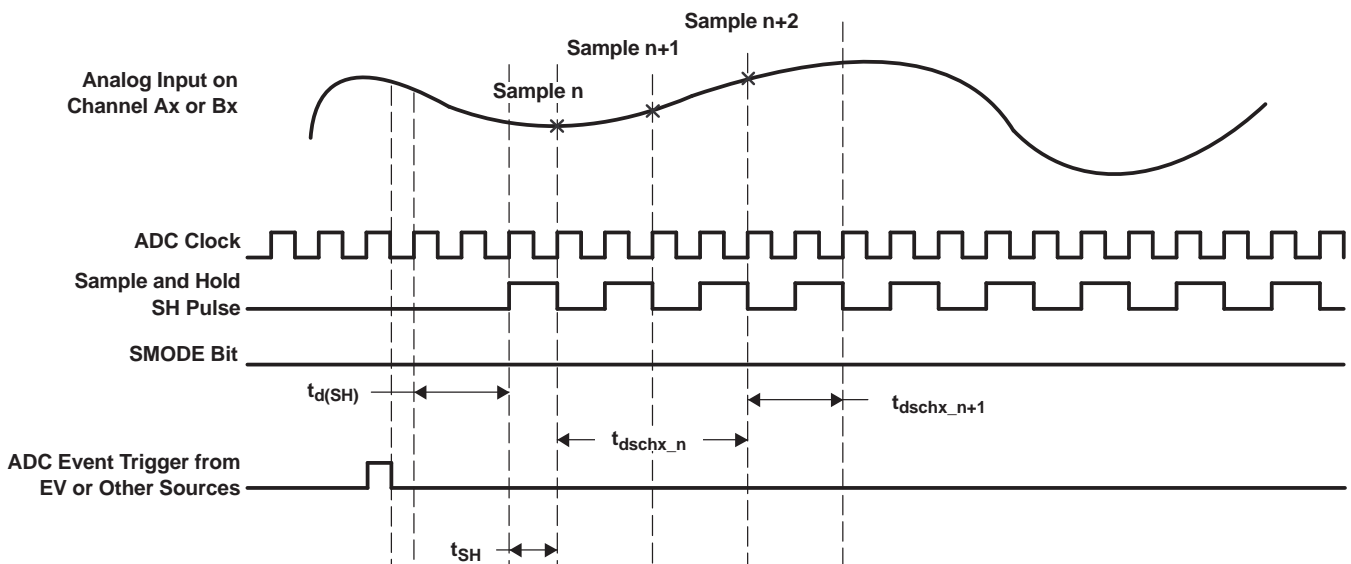 Sample n+2
Sample n+1
Analog Input on
Channel Ax or Bx
Sample n
ADC Clock
Sample and Hold
SH Pulse
SMODE Bit
td(SH)
tdschx_n+1
tdschx_n
ADC Event Trigger from
EV or Other Sources
tSH